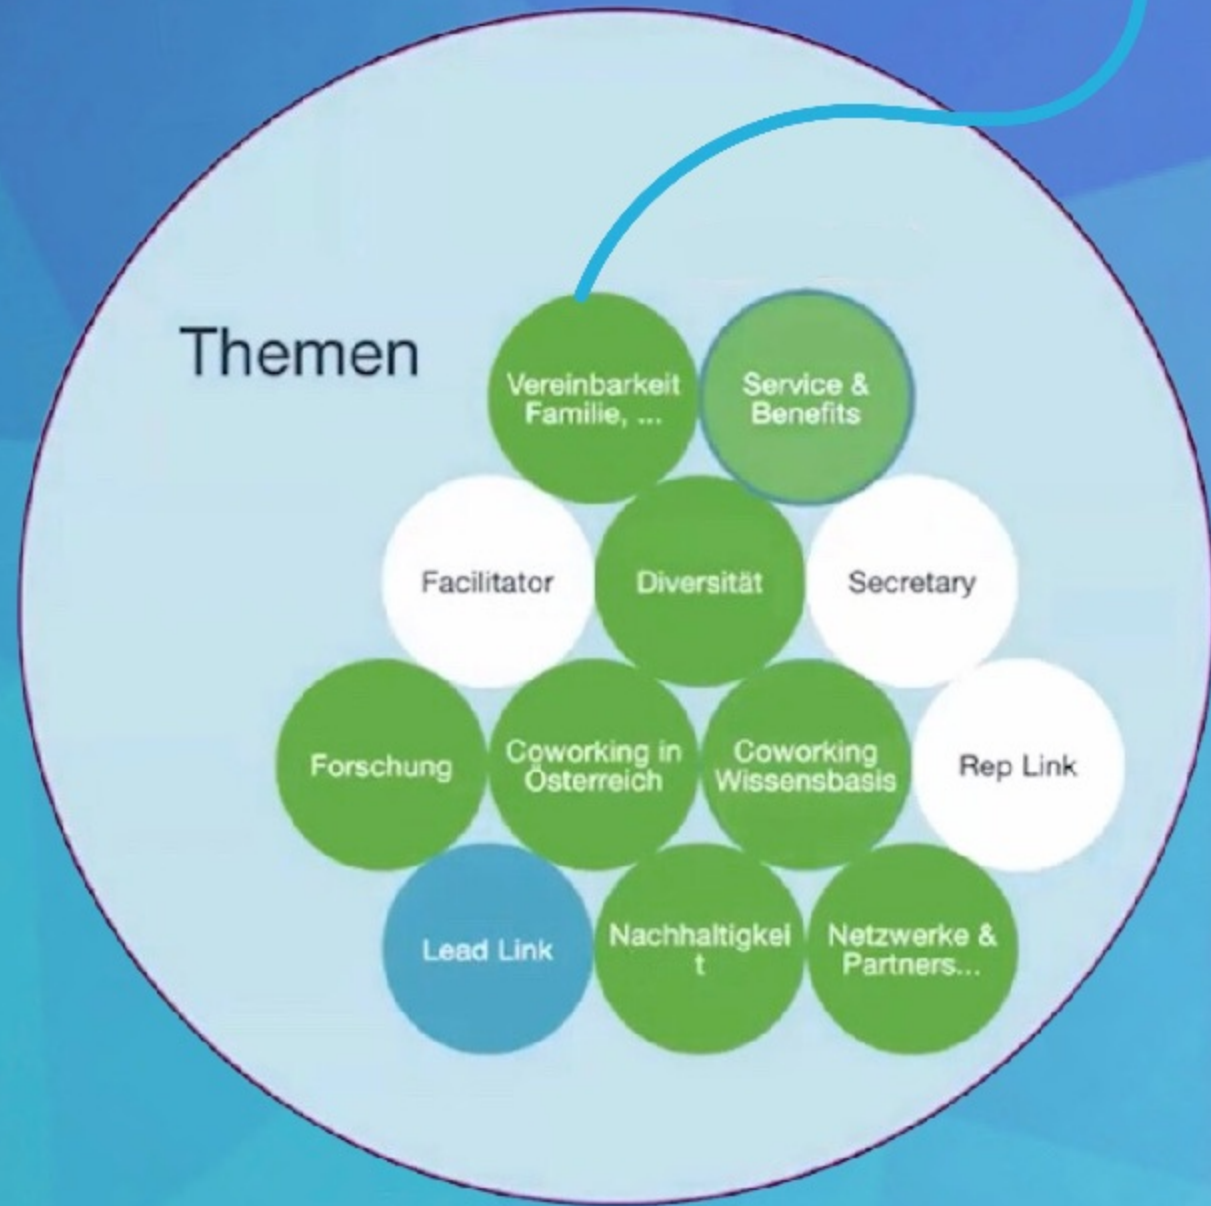 Themen
Vereinbarkeit
Familie, ...
Service &
Benefits
Facilitator
Diversität
Secretary
Forschung
Coworking in
Österreich
Coworking
Wissensbasis
Rep Link
Lead Link
Nachhaltigkei
t
Netzwerke &
Partners...